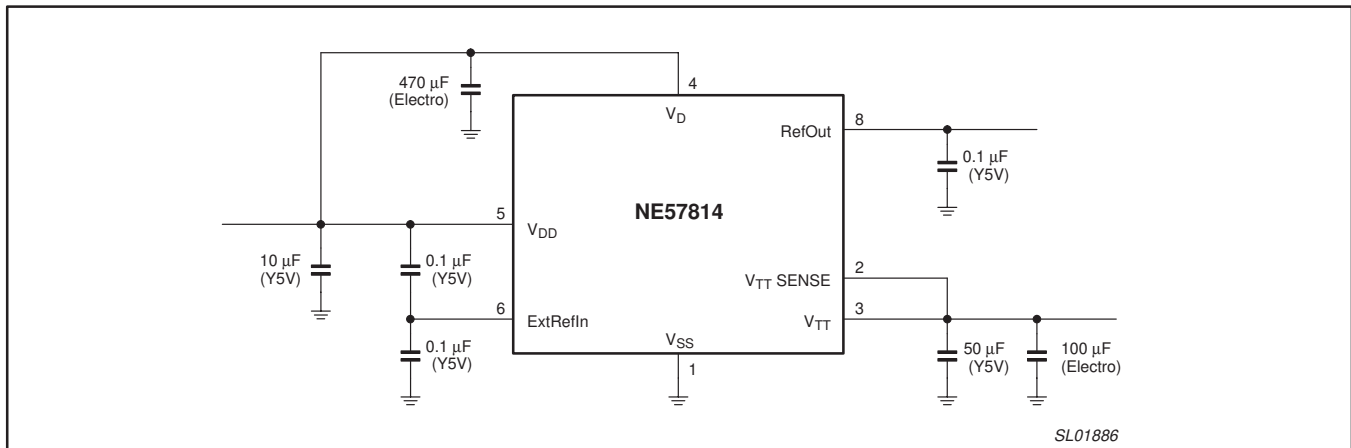 470 μF
(Electro)
4
V_D
RefOut
8
0.1 μF
(Y5V)
NE57814
5
V_DD
10 μF
(Y5V)
0.1 μF
(Y5V)
V_TT SENSE
2
6
ExtRefIn
V_TT
3
0.1 μF
(Y5V)
V_SS
1
50 μF
(Y5V)
100 μF
(Electro)
SL01886